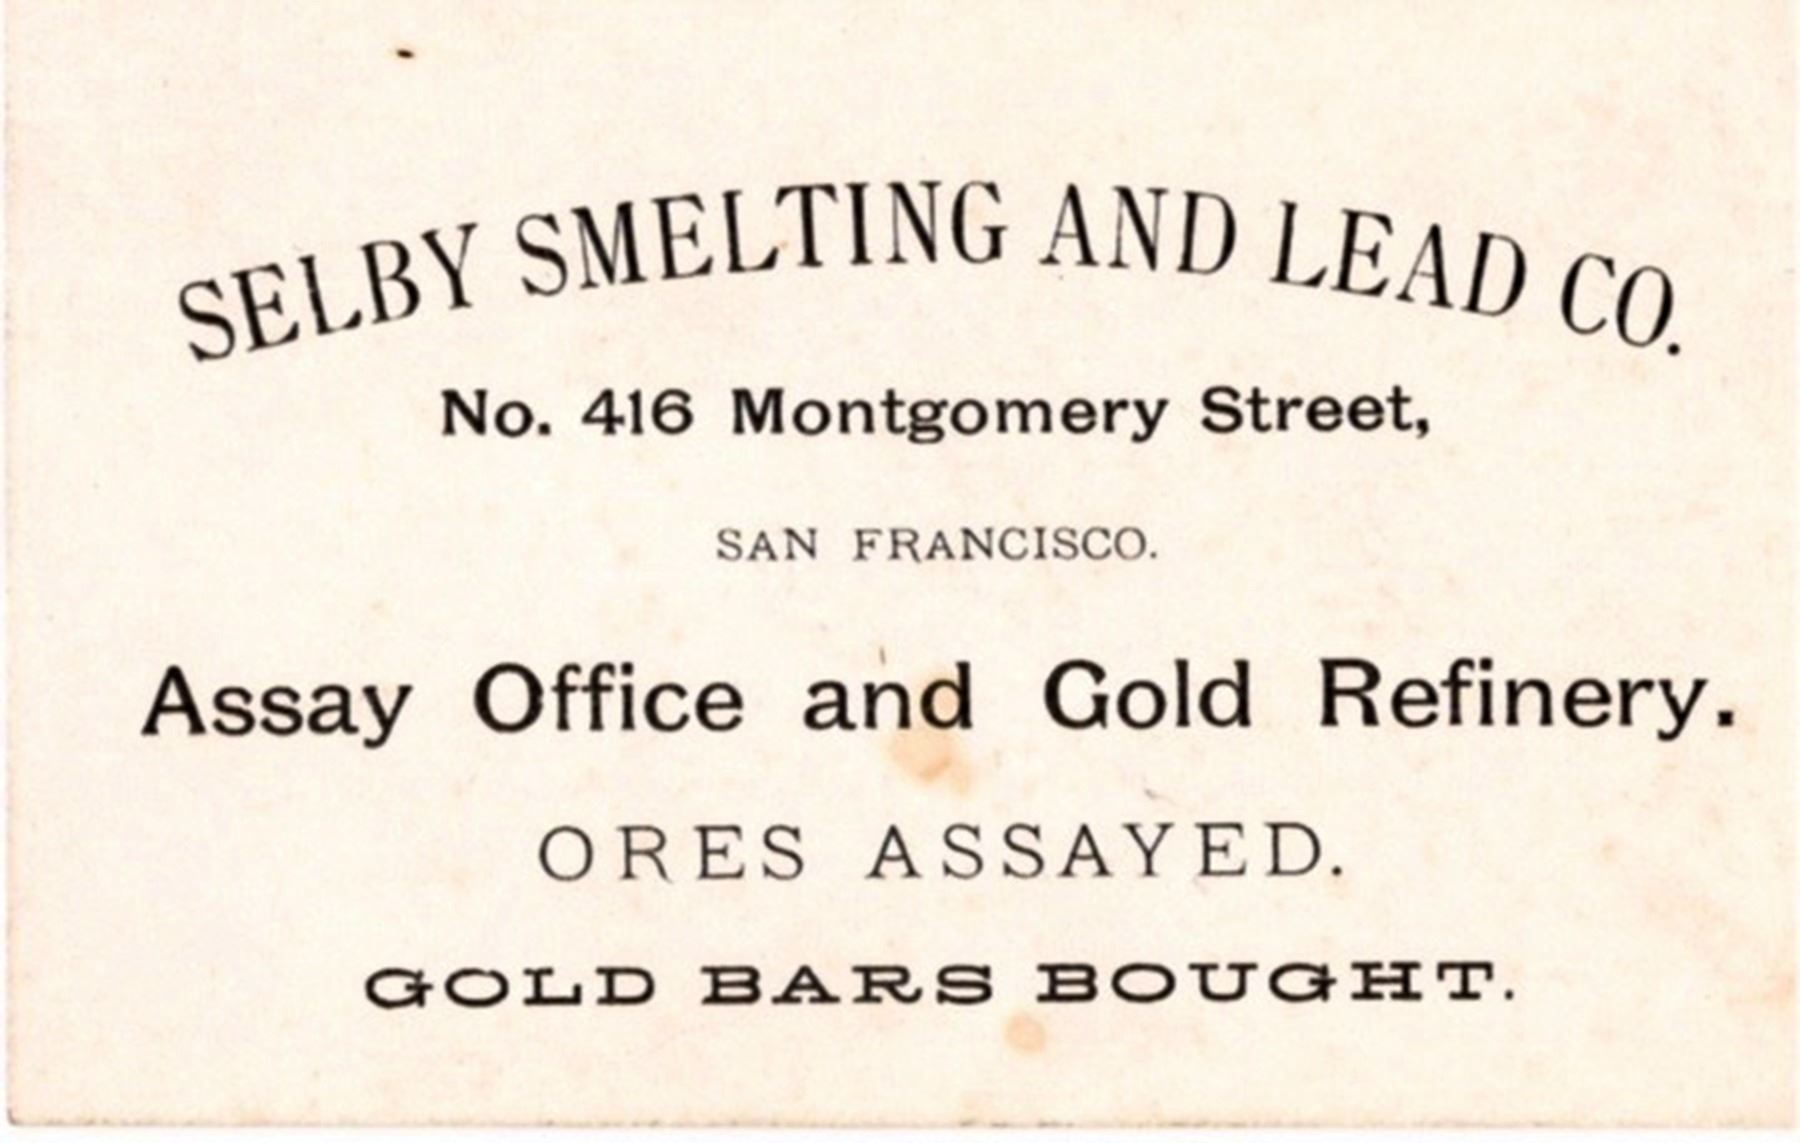 SELBY SMELTING AND LEAD CO.
No. 416 Montgomery Street,
SAN FRANCISCO.
Assay Office and Gold Refinery.
ORES ASSAYED.
GOLD BARS BOUGHT.